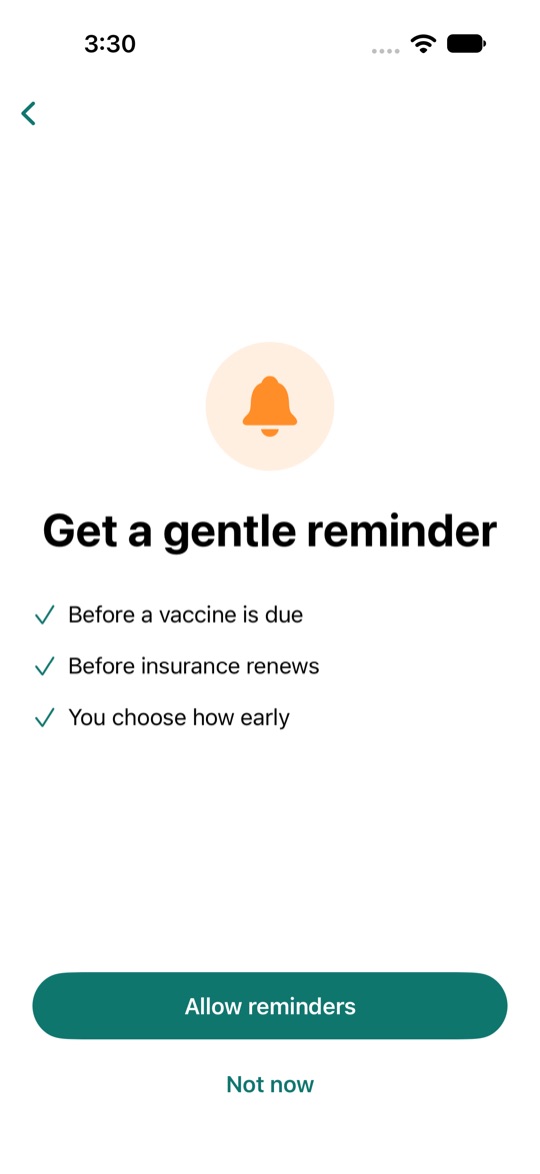 3:30
Get a gentle reminder
Before a vaccine is due
Before insurance renews
You choose how early
Allow reminders
Not now